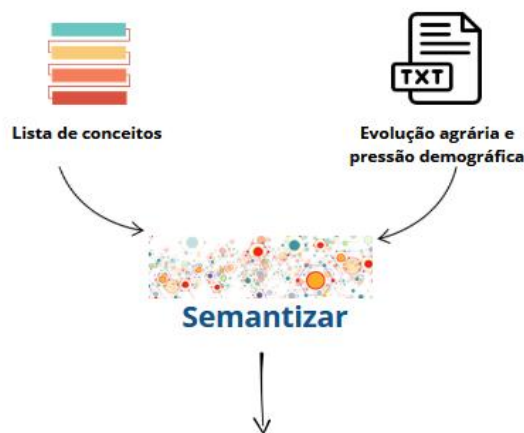 Lista de conceitos
TXT
Evolução agrária e
pressão demográfica
Semantizar